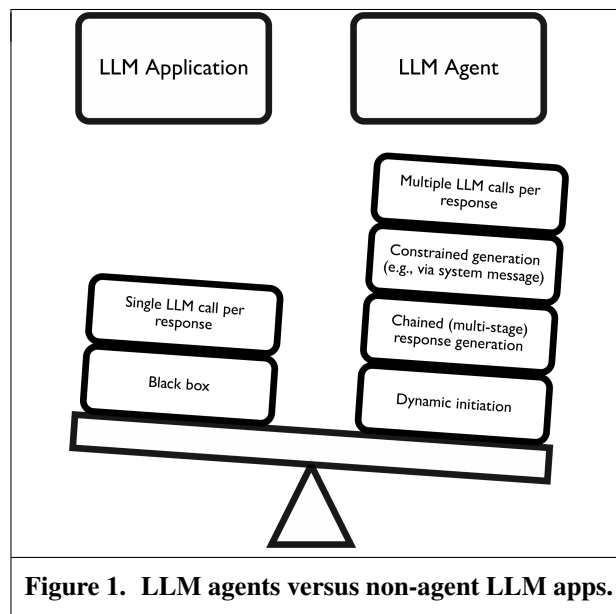 LLM Application
LLM Agent
Multiple LLM calls per
response
Constrained generation
(e.g., via system message)
Single LLM call per
response
Chained (multi-stage)
response generation
Black box
Dynamic initiation
Figure 1. LLM agents versus non-agent LLM apps.